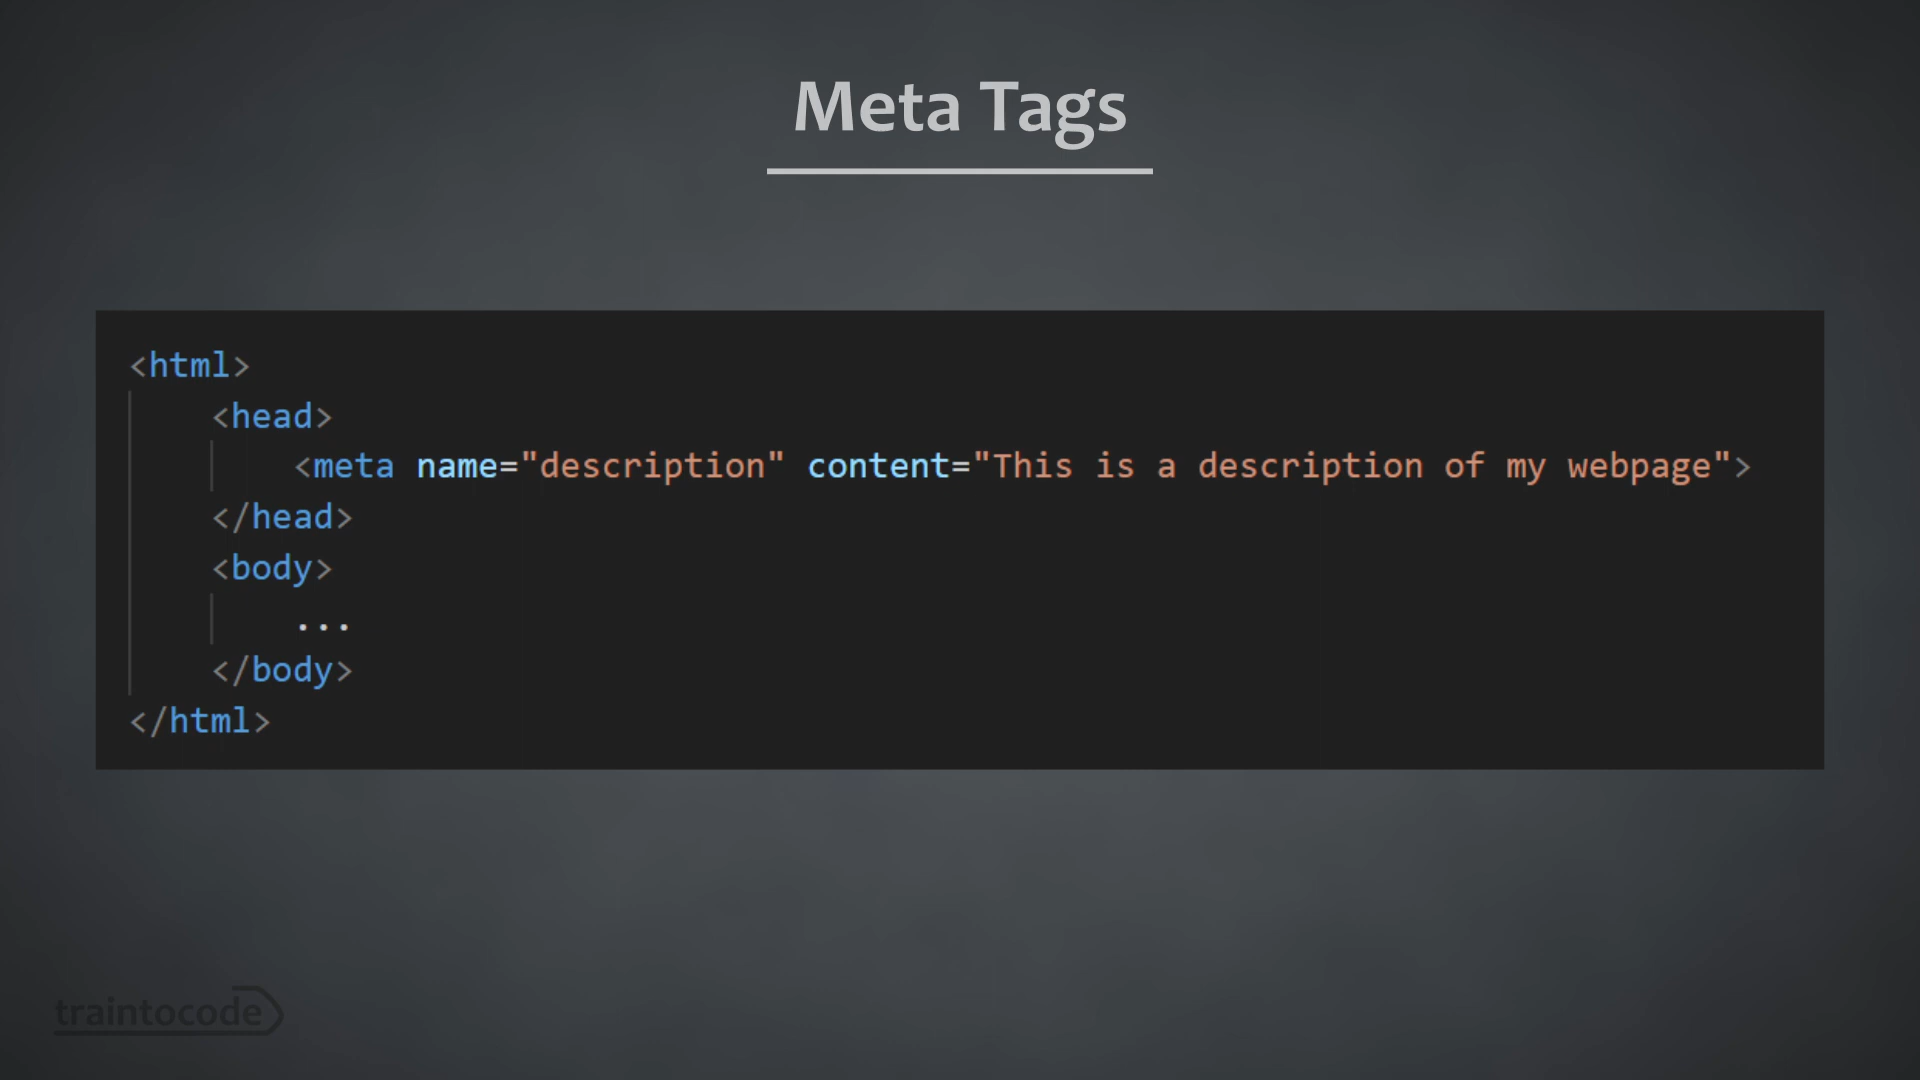 Meta Tags
<html>
<head>
<meta name="description" content="This is a description of my webpage">
</head>
<body>
...
</body>
</html>
traintocode